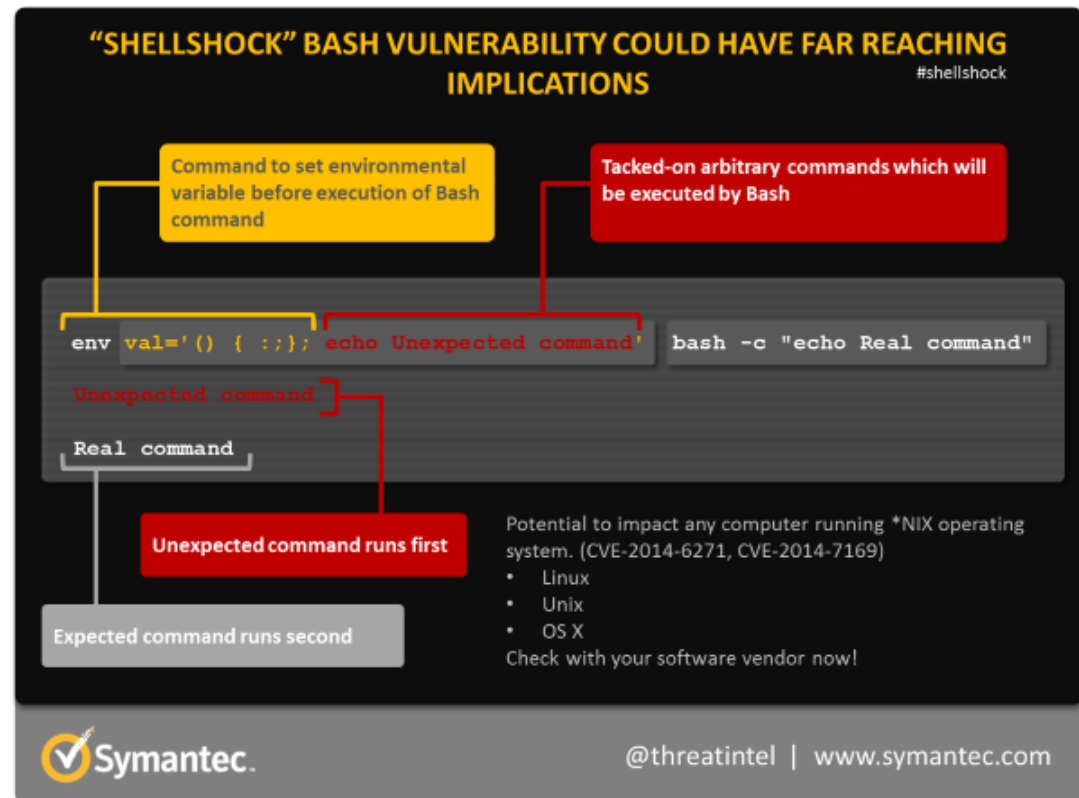 “SHELLSHOCK” BASH VULNERABILITY COULD HAVE FAR REACHING
IMPLICATIONS
#shellshock
Command to set environmental
variable before execution of Bash
command
Tacked-on arbitrary commands which will
be executed by Bash
env val='() { :;}; echo Unexpected command' bash -c "echo Real command"
Unexpected command
Real command
Unexpected command runs first
Expected command runs second
Potential to impact any computer running *NIX operating
system. (CVE-2014-6271, CVE-2014-7169)
• Linux
• Unix
• OS X
Check with your software vendor now!
Symantec™
@threatintel | www.symantec.com